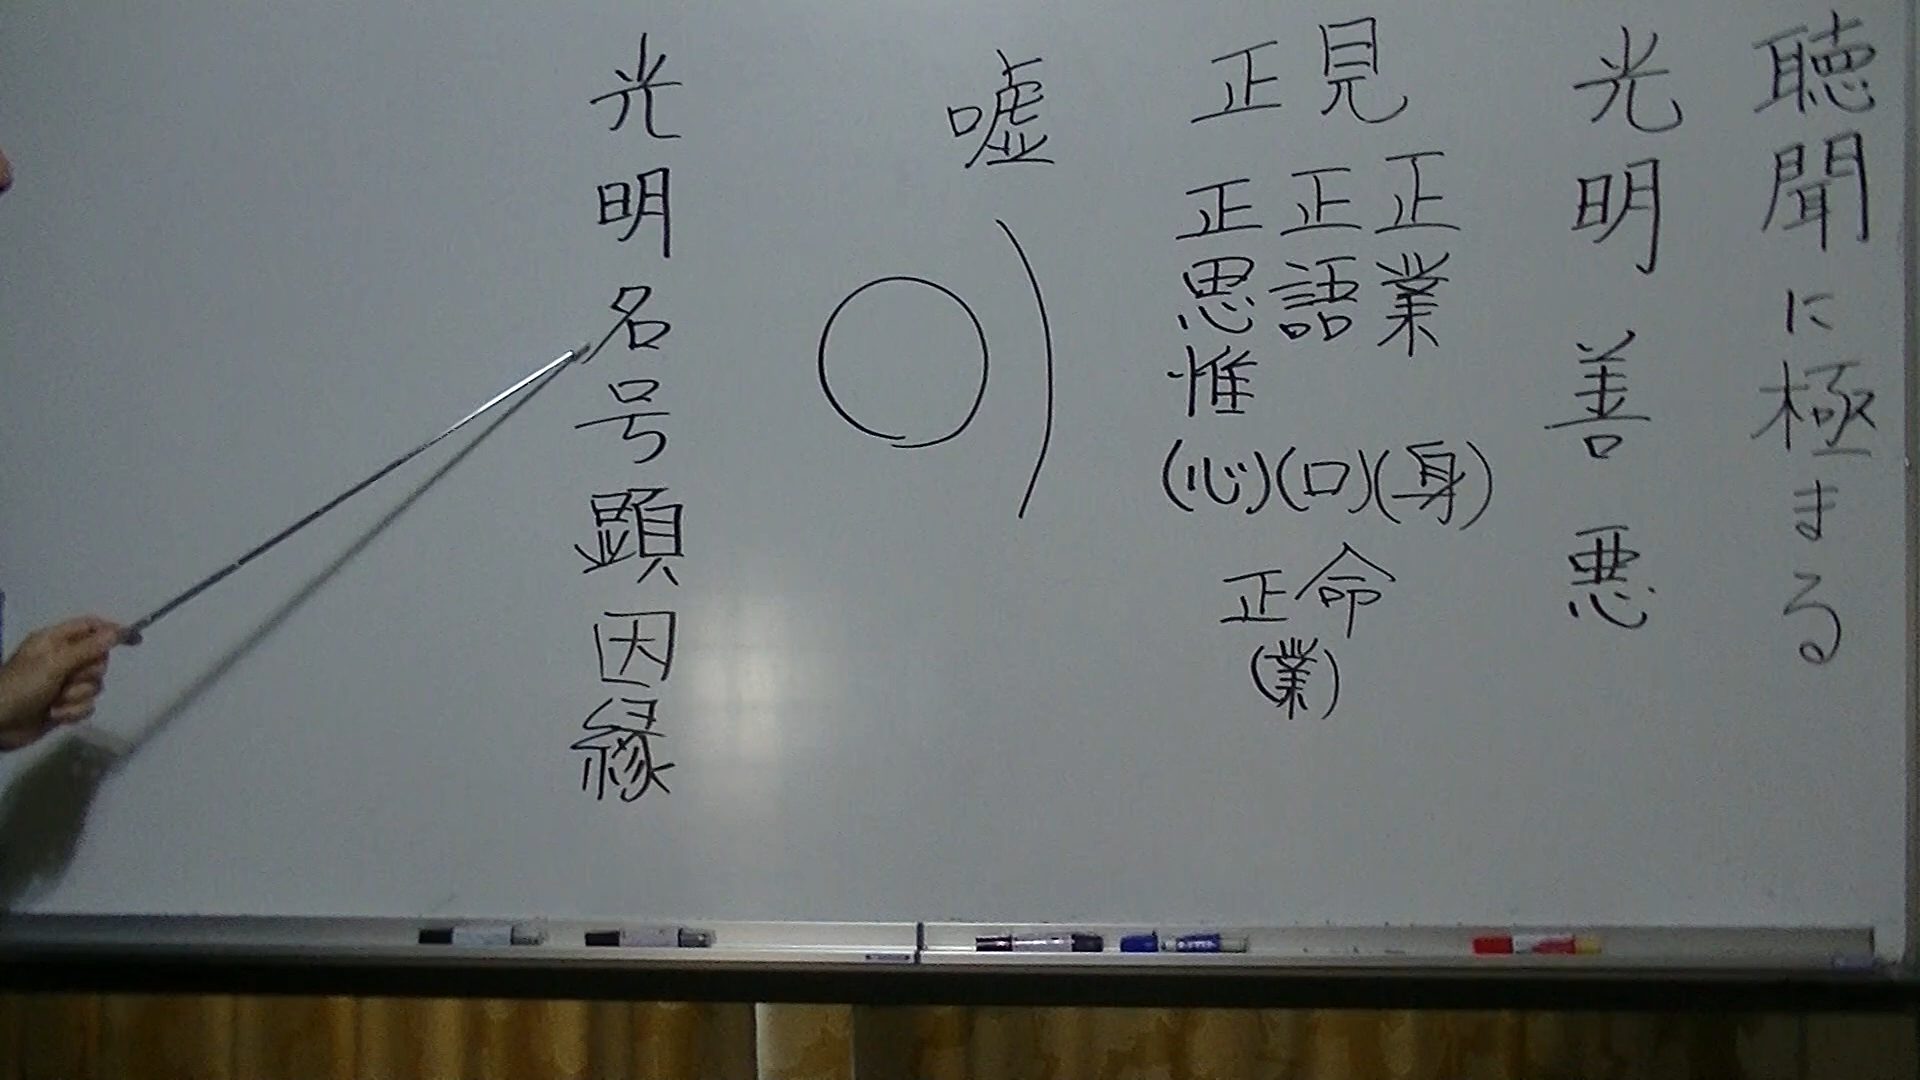 聴聞に極まる
光明 善 悪
正見
正業
正語
正思惟
(心)(口)(身)
正命
(業)
嘘
光明名号顕因縁